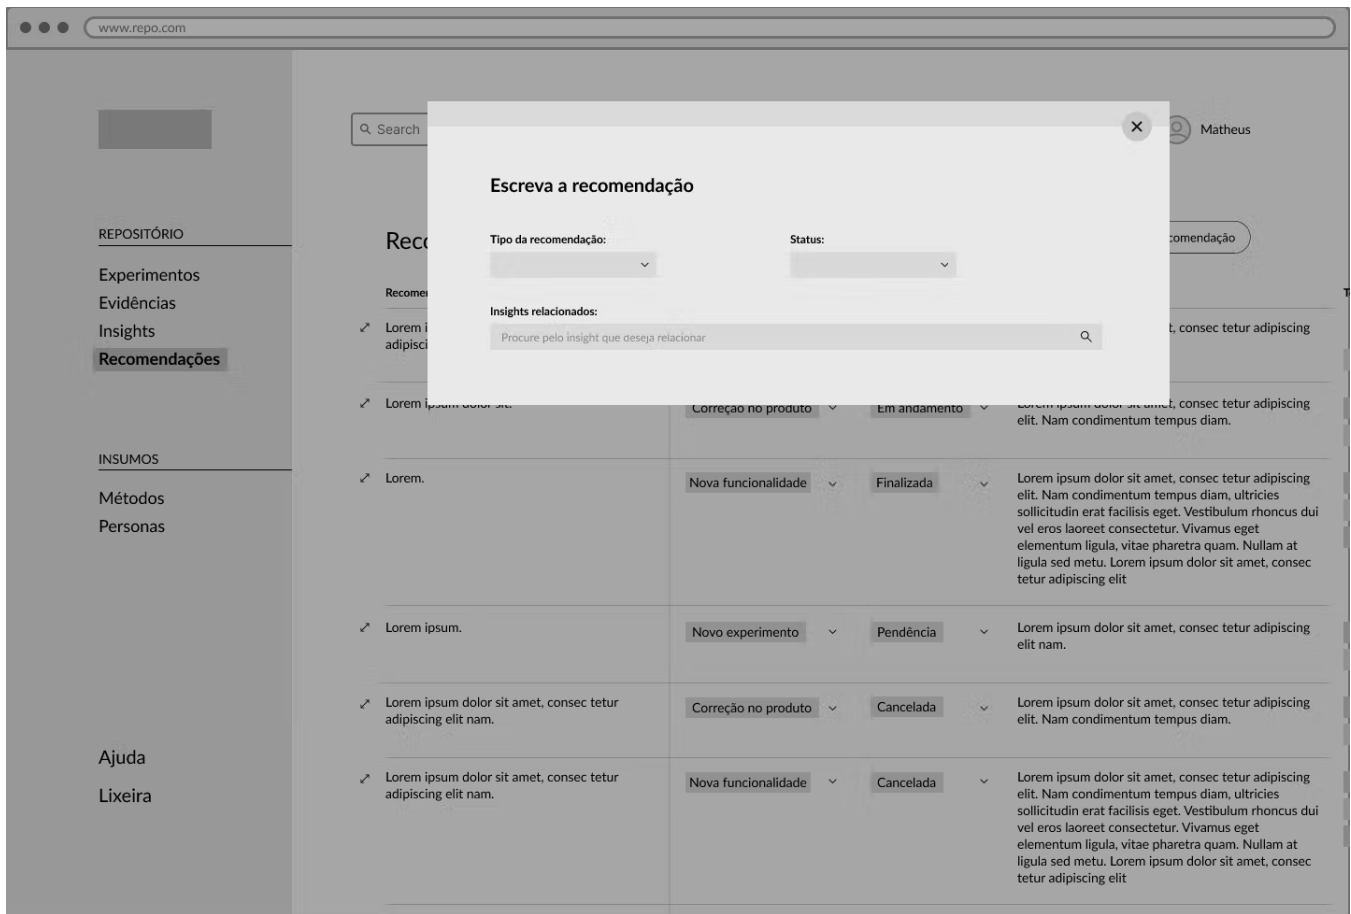 www.repo.com
Search
Matheus
Escreva a recomendação
REPOSITÓRIO
Tipo da recomendação:
Status:
Experimentos
Evidências
Insights
Recomendações
Insights relacionados:
Procure pelo insight que deseja relacionar
Lorem ipsum dolor sit.
Correção no produto
Em andamento
Lorem ipsum dolor sit amet, consec tetur adipiscing
elit. Nam condimentum tempus diam.
INSUMOS
Métodos
Personas
Lorem.
Nova funcionalidade
Finalizada
Lorem ipsum dolor sit amet, consec tetur adipiscing
elit. Nam condimentum tempus diam, ultricies
sollicitudin erat facilisis eget. Vestibulum rhoncus dui
vel eros laoreet consectetur. Vivamus eget
elementum ligula, vitae pharetra quam. Nullam at
ligula sed metu. Lorem ipsum dolor sit amet, consec
tetur adipiscing elit
Lorem ipsum.
Novo experimento
Pendência
Lorem ipsum dolor sit amet, consec tetur adipiscing
elit nam.
Lorem ipsum dolor sit amet, consec tetur
adipiscing elit nam.
Correção no produto
Cancelada
Lorem ipsum dolor sit amet, consec tetur adipiscing
elit. Nam condimentum tempus diam.
Ajuda
Lixeira
Lorem ipsum dolor sit amet, consec tetur
adipiscing elit nam.
Nova funcionalidade
Cancelada
Lorem ipsum dolor sit amet, consec tetur adipiscing
elit. Nam condimentum tempus diam, ultricies
sollicitudin erat facilisis eget. Vestibulum rhoncus dui
vel eros laoreet consectetur. Vivamus eget
elementum ligula, vitae pharetra quam. Nullam at
ligula sed metu. Lorem ipsum dolor sit amet, consec
tetur adipiscing elit